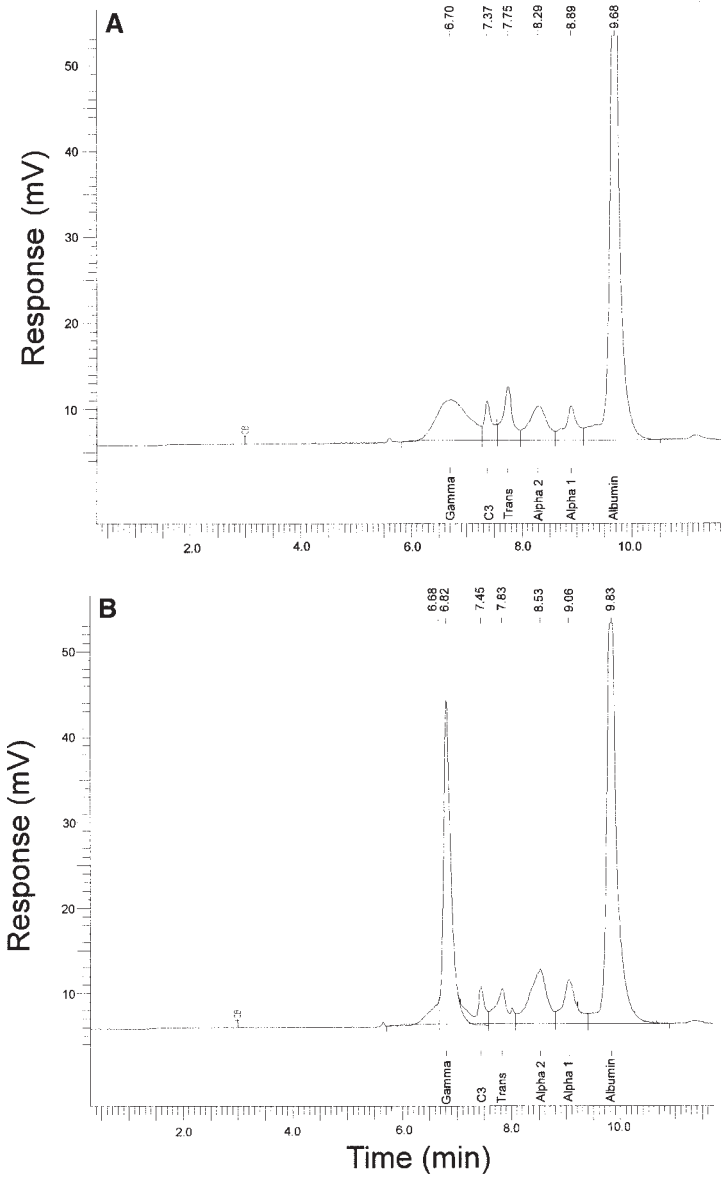 A
6.70 7.37 7.75 8.29 8.89 9.68
50
40
30
20
10
Response (mV)
CB
Gamma C3 Trans Alpha 2 Alpha 1 Albumin
2.0 4.0 6.0 8.0 10.0
B
6.68 6.82 7.45 7.83 8.53 9.06 9.83
50
40
30
20
10
Response (mV)
Gamma C3 Trans Alpha 2 Alpha 1 Albumin
2.0 4.0 6.0 8.0 10.0
Time (min)